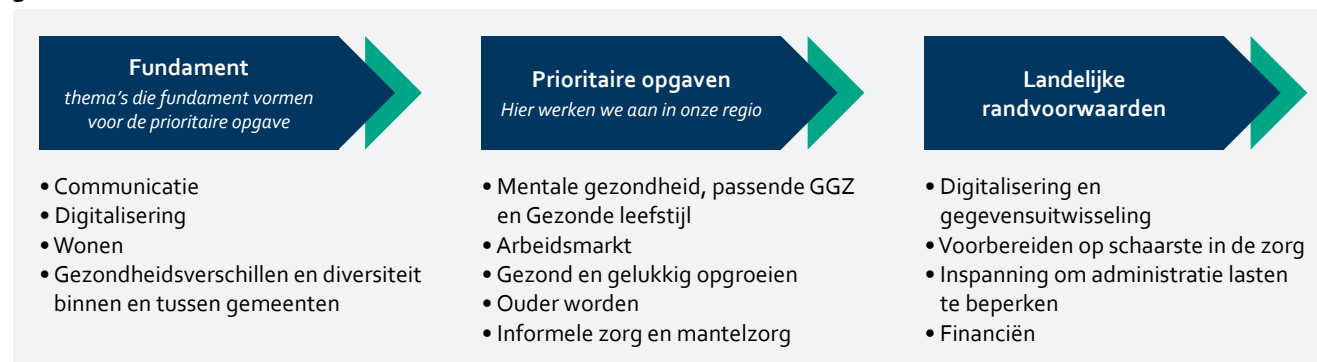 Fundament
thema's die fundament vormen
voor de prioritaire opgave
• Communicatie
• Digitalisering
• Wonen
• Gezondheidsverschillen en diversiteit
binnen en tussen gemeenten
Prioritaire opgaven
Hier werken we aan in onze regio
• Mentale gezondheid, passende GGZ
en Gezonde leefstijl
• Arbeidsmarkt
• Gezond en gelukkig opgroeien
• Ouder worden
• Informele zorg en mantelzorg
Landelijke
randvoorwaarden
• Digitalisering en
gegevensuitwisseling
• Voorbereiden op schaarste in de zorg
• Inspanning om administratie lasten
te beperken
• Financiën